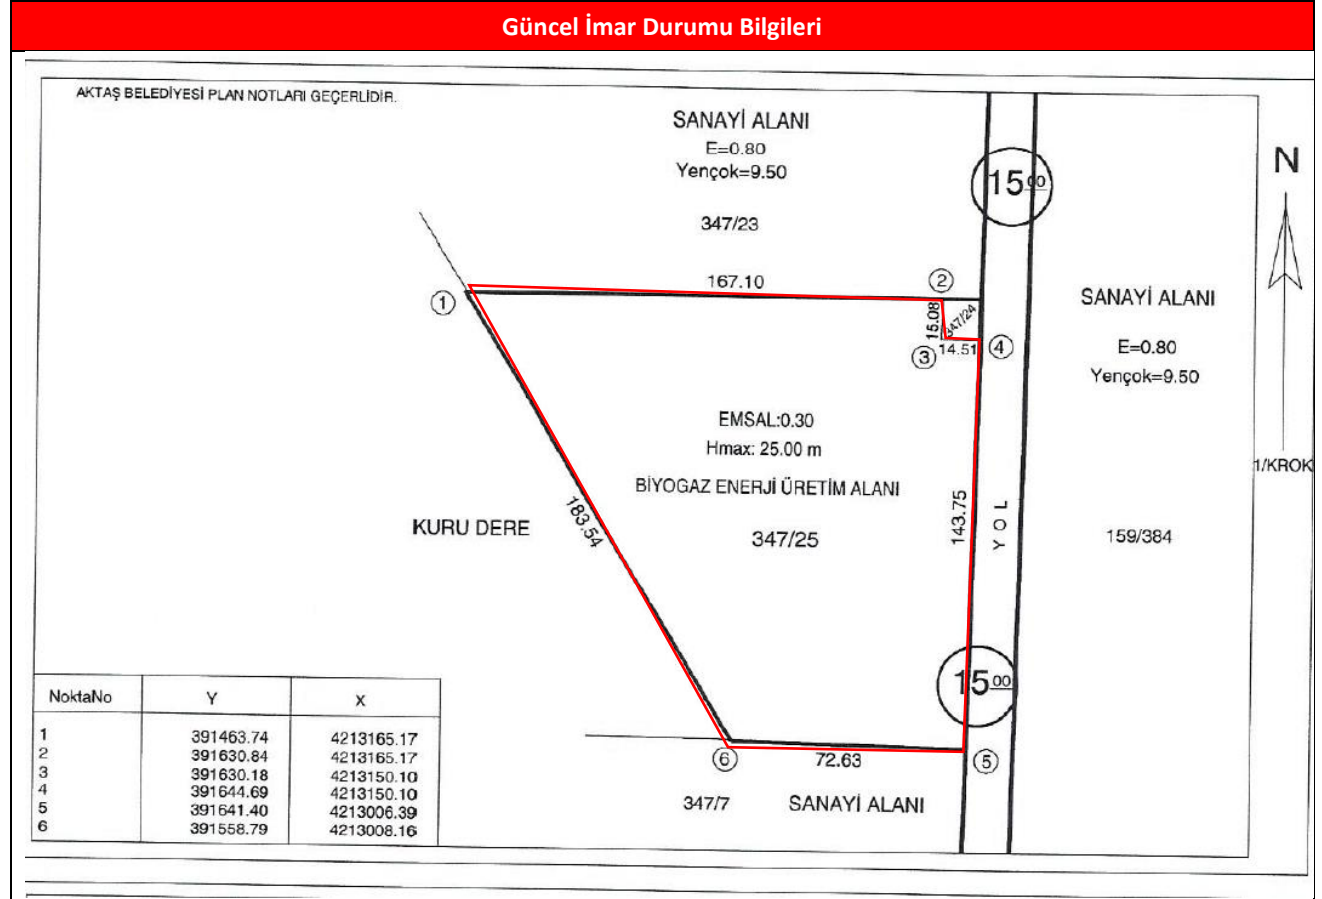 Güncel İmar Durumu Bilgileri
AKTAŞ BELEDİYESİ PLAN NOTLARI GEÇERLİDİR.
SANAYİ ALANI
E=0.80
Yençok=9.50
347/23
15.00
N
167.10
1
2
15.08
347/24
3
14.51
4
SANAYİ ALANI
E=0.80
Yençok=9.50
EMSAL:0.30
Hmax: 25.00 m
BİYOGAZ ENERJİ ÜRETİM ALANI
347/25
1/KROK
183.54
KURU DERE
143.75
YOL
159/384
15.00
6
72.63
5
347/7 SANAYİ ALANI
NoktaNo Y X
1 391463.74 4213165.17
2 391630.84 4213165.17
3 391630.18 4213150.10
4 391644.69 4213150.10
5 391641.40 4213006.39
6 391558.79 4213008.16